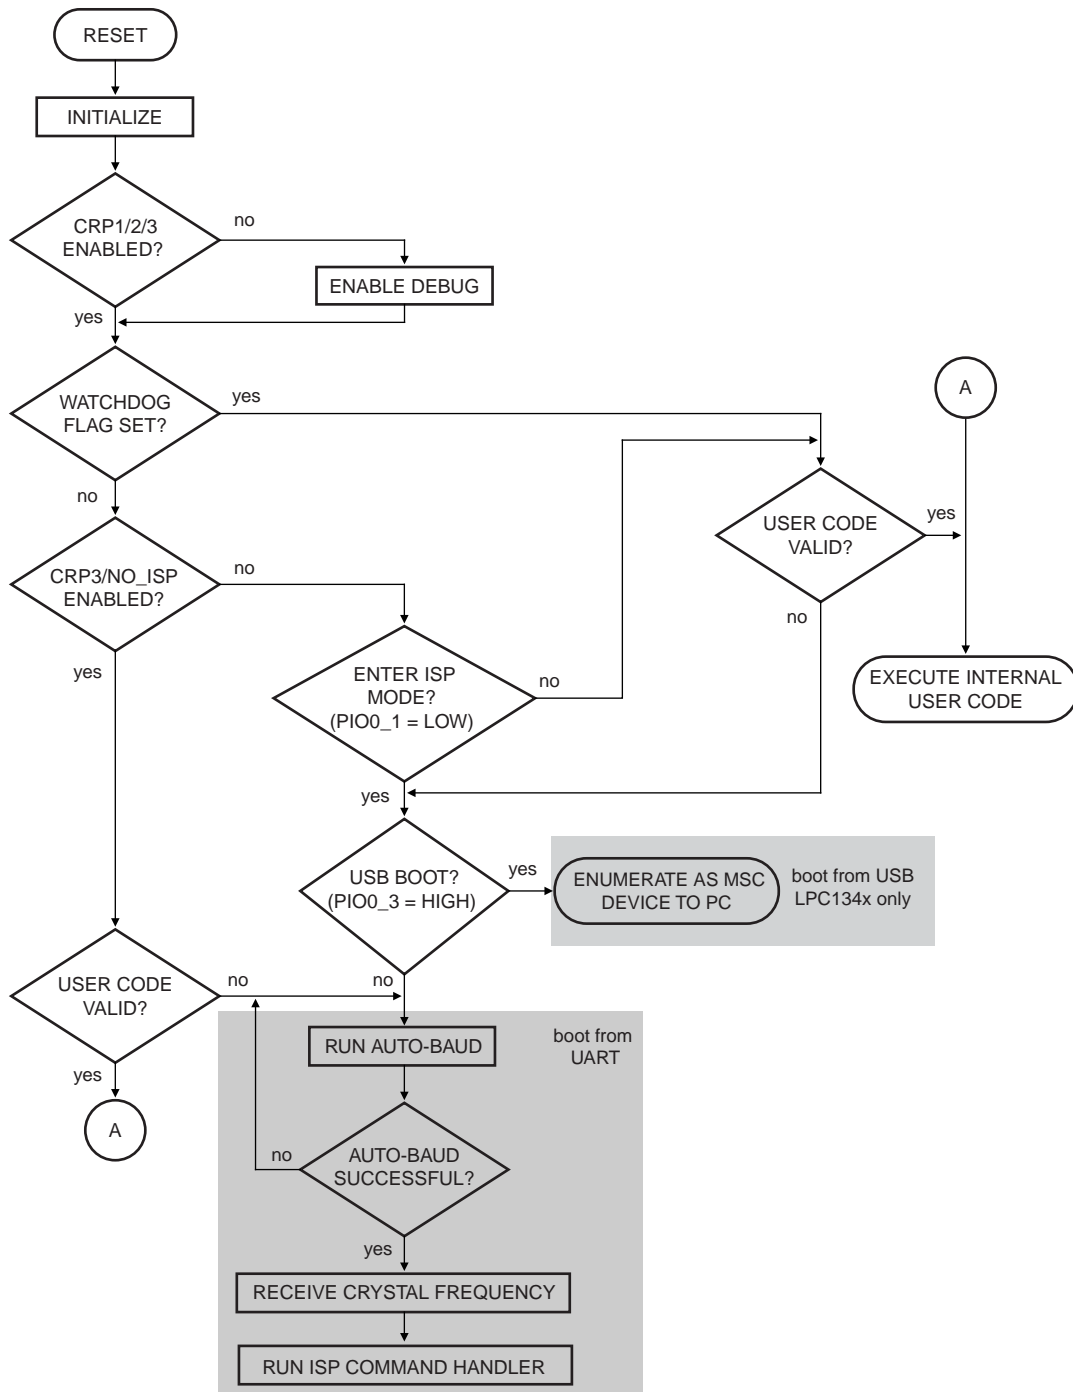 RESET
INITIALIZE
CRP1/2/3
ENABLED?
no
ENABLE DEBUG
yes
WATCHDOG
FLAG SET?
yes
A
no
USER CODE
VALID?
yes
CRP3/NO_ISP
ENABLED?
no
no
yes
ENTER ISP
MODE?
(PIO0_1 = LOW)
no
EXECUTE INTERNAL
USER CODE
yes
USB BOOT?
(PIO0_3 = HIGH)
yes
ENUMERATE AS MSC
DEVICE TO PC
boot from USB
LPC134x only
USER CODE
VALID?
no
no
RUN AUTO-BAUD
boot from
UART
yes
A
AUTO-BAUD
SUCCESSFUL?
no
yes
RECEIVE CRYSTAL FREQUENCY
RUN ISP COMMAND HANDLER